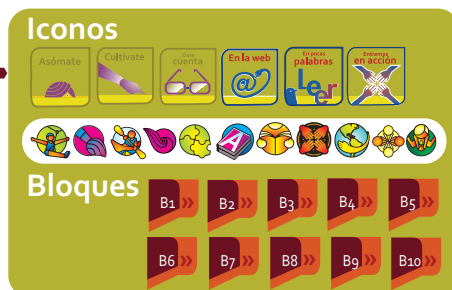 Iconos
Asómate
Cultívate
Date
cuenta
En la web
@
En pocas
palabras
Leer
Entremos
en acción
A
Bloques
B1 »
B2 »
B3 »
B4 »
B5 »
B6 »
B7 »
B8 »
B9 »
B10 »